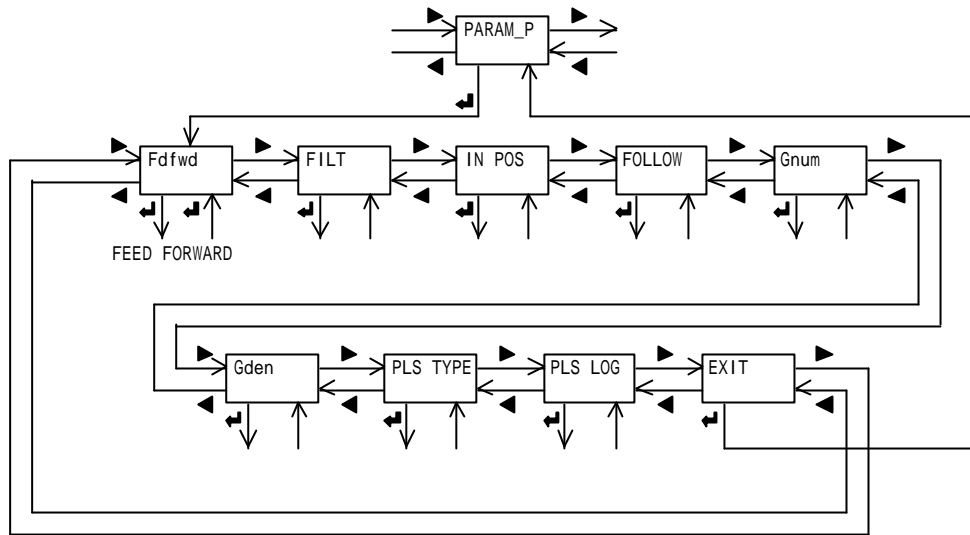 PARAM_P
Fdfwd
FILT
IN POS
FOLLOW
Gnum
FEED FORWARD
Gden
PLS TYPE
PLS LOG
EXIT